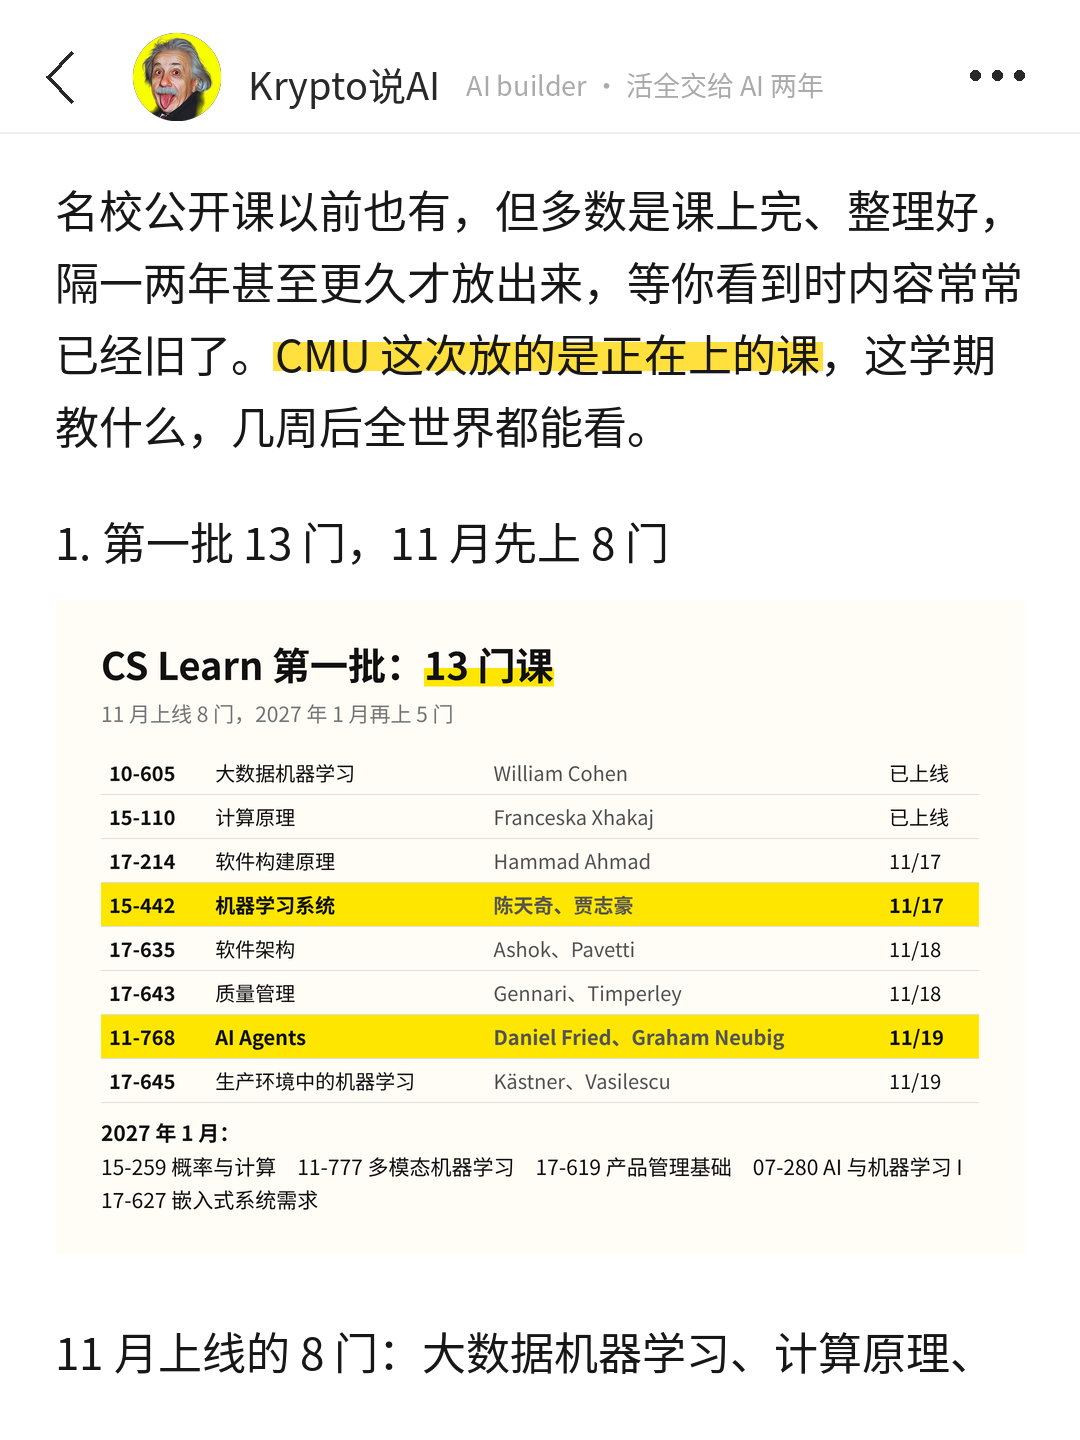 Krypto说AI AI builder · 活全交给 AI 两年
名校公开课以前也有，但多数是课上完、整理好，
隔一两年甚至更久才放出来，等你看到时内容常常
已经旧了。CMU 这次放的是正在上的课，这学期
教什么，几周后全世界都能看。
1. 第一批 13 门，11 月先上 8 门
CS Learn 第一批：13 门课
11 月上线 8 门，2027 年 1 月再上 5 门
10-605 大数据机器学习 William Cohen 已上线
15-110 计算原理 Franceska Xhakaj 已上线
17-214 软件构建原理 Hammad Ahmad 11/17
15-442 机器学习系统 陈天奇、贾志豪 11/17
17-635 软件架构 Ashok、Pavetti 11/18
17-643 质量管理 Gennari、Timperley 11/18
11-768 AI Agents Daniel Fried、Graham Neubig 11/19
17-645 生产环境中的机器学习 Kästner、Vasilescu 11/19
2027 年 1 月：
15-259 概率与计算 11-777 多模态机器学习 17-619 产品管理基础 07-280 AI 与机器学习 I
17-627 嵌入式系统需求
11 月上线的 8 门：大数据机器学习、计算原理、